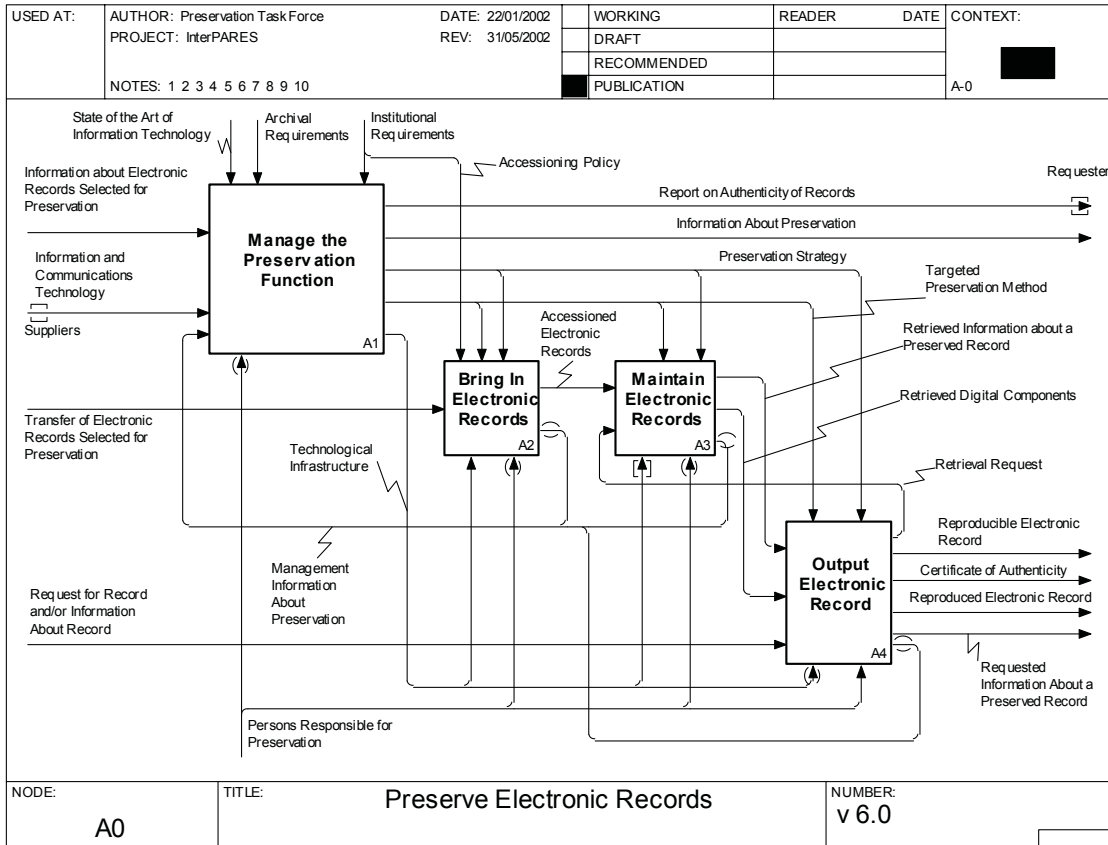 USED AT:
AUTHOR: Preservation Task Force
DATE: 22/01/2002
PROJECT: InterPARES
REV: 31/05/2002
NOTES: 1 2 3 4 5 6 7 8 9 10
WORKING
DRAFT
RECOMMENDED
PUBLICATION
READER DATE
CONTEXT:
A-0
State of the Art of
Information Technology
Archival
Requirements
Institutional
Requirements
Accessioning Policy
Information about Electronic
Records Selected for
Preservation
Requester
Report on Authenticity of Records
Information About Preservation
Manage the
Preservation
Function
A1
Information and
Communications
Technology
Suppliers
Preservation Strategy
Targeted
Preservation Method
Accessioned
Electronic
Records
Retrieved Information about a
Preserved Record
Bring In
Electronic
Records
A2
Maintain
Electronic
Records
A3
Retrieved Digital Components
Transfer of Electronic
Records Selected for
Preservation
Technological
Infrastructure
Retrieval Request
Reproducible Electronic
Record
Output
Electronic
Record
A4
Certificate of Authenticity
Reproduced Electronic Record
Management
Information
About
Preservation
Request for Record
and/or Information
About Record
Requested
Information About a
Preserved Record
Persons Responsible for
Preservation
NODE:
A0
TITLE:
Preserve Electronic Records
NUMBER:
v 6.0